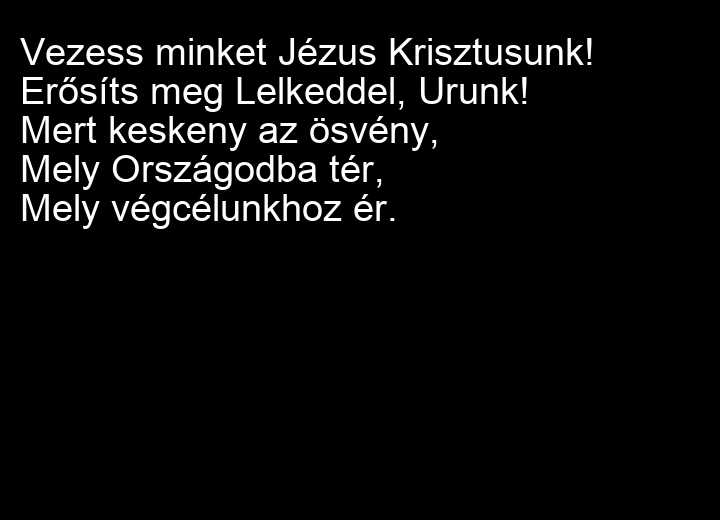 Vezess minket Jézus Krisztusunk!
Erősíts meg Lelkeddel, Urunk!
Mert keskeny az ösvény,
Mely Országodba tér,
Mely végcélunkhoz ér.